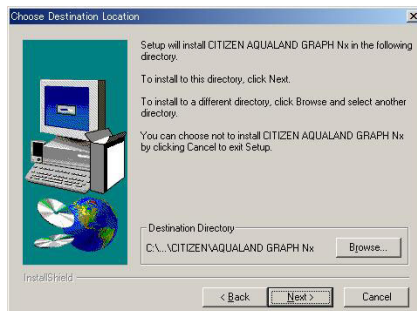 Choose Destination Location
Setup will install CITIZEN AQUALAND GRAPH Nx in the following
directory.
To install to this directory, click Next.
To install to a different directory, click Browse and select another
directory.
You can choose not to install CITIZEN AQUALAND GRAPH Nx
by clicking Cancel to exit Setup.
Destination Directory
C:\...\CITIZEN\AQUALAND GRAPH Nx
Browse...
InstallShield
< Back
Next >
Cancel